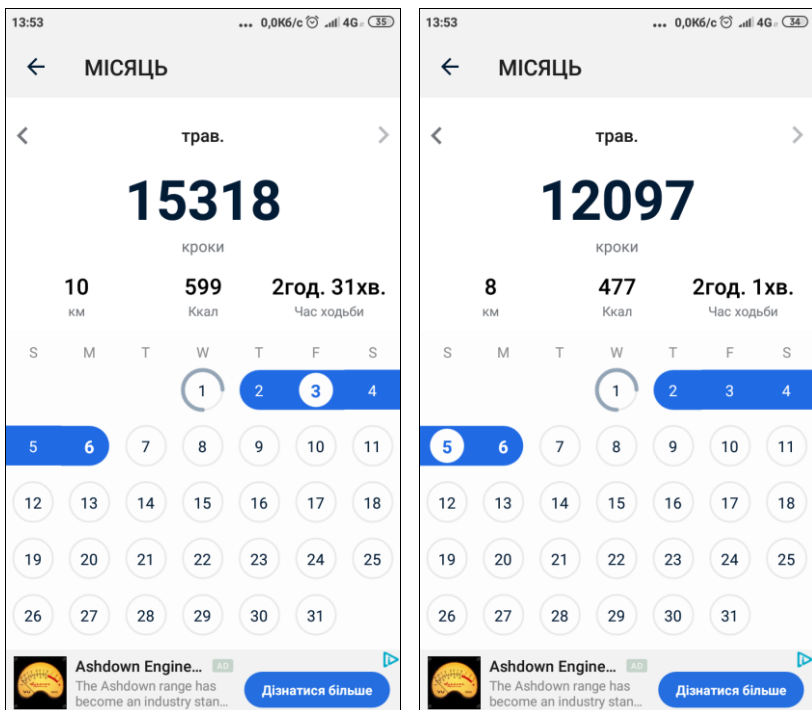 13:53
... 0,0Кб/с 4G 35
МІСЯЦЬ
трав.
15318
кроки
10 599 2год. 31хв.
км Ккал Час ходьби
S M T W T F S
1 2 3 4
5 6 7 8 9 10 11
12 13 14 15 16 17 18
19 20 21 22 23 24 25
26 27 28 29 30 31
Ashdown Engine... AD
The Ashdown range has
become an industry stan...
Дізнатися більше
13:53
... 0,0Кб/с 4G 34
МІСЯЦЬ
трав.
12097
кроки
8 477 2год. 1хв.
км Ккал Час ходьби
S M T W T F S
1 2 3 4
5 6 7 8 9 10 11
12 13 14 15 16 17 18
19 20 21 22 23 24 25
26 27 28 29 30 31
Ashdown Engine... AD
The Ashdown range has
become an industry stan...
Дізнатися більше